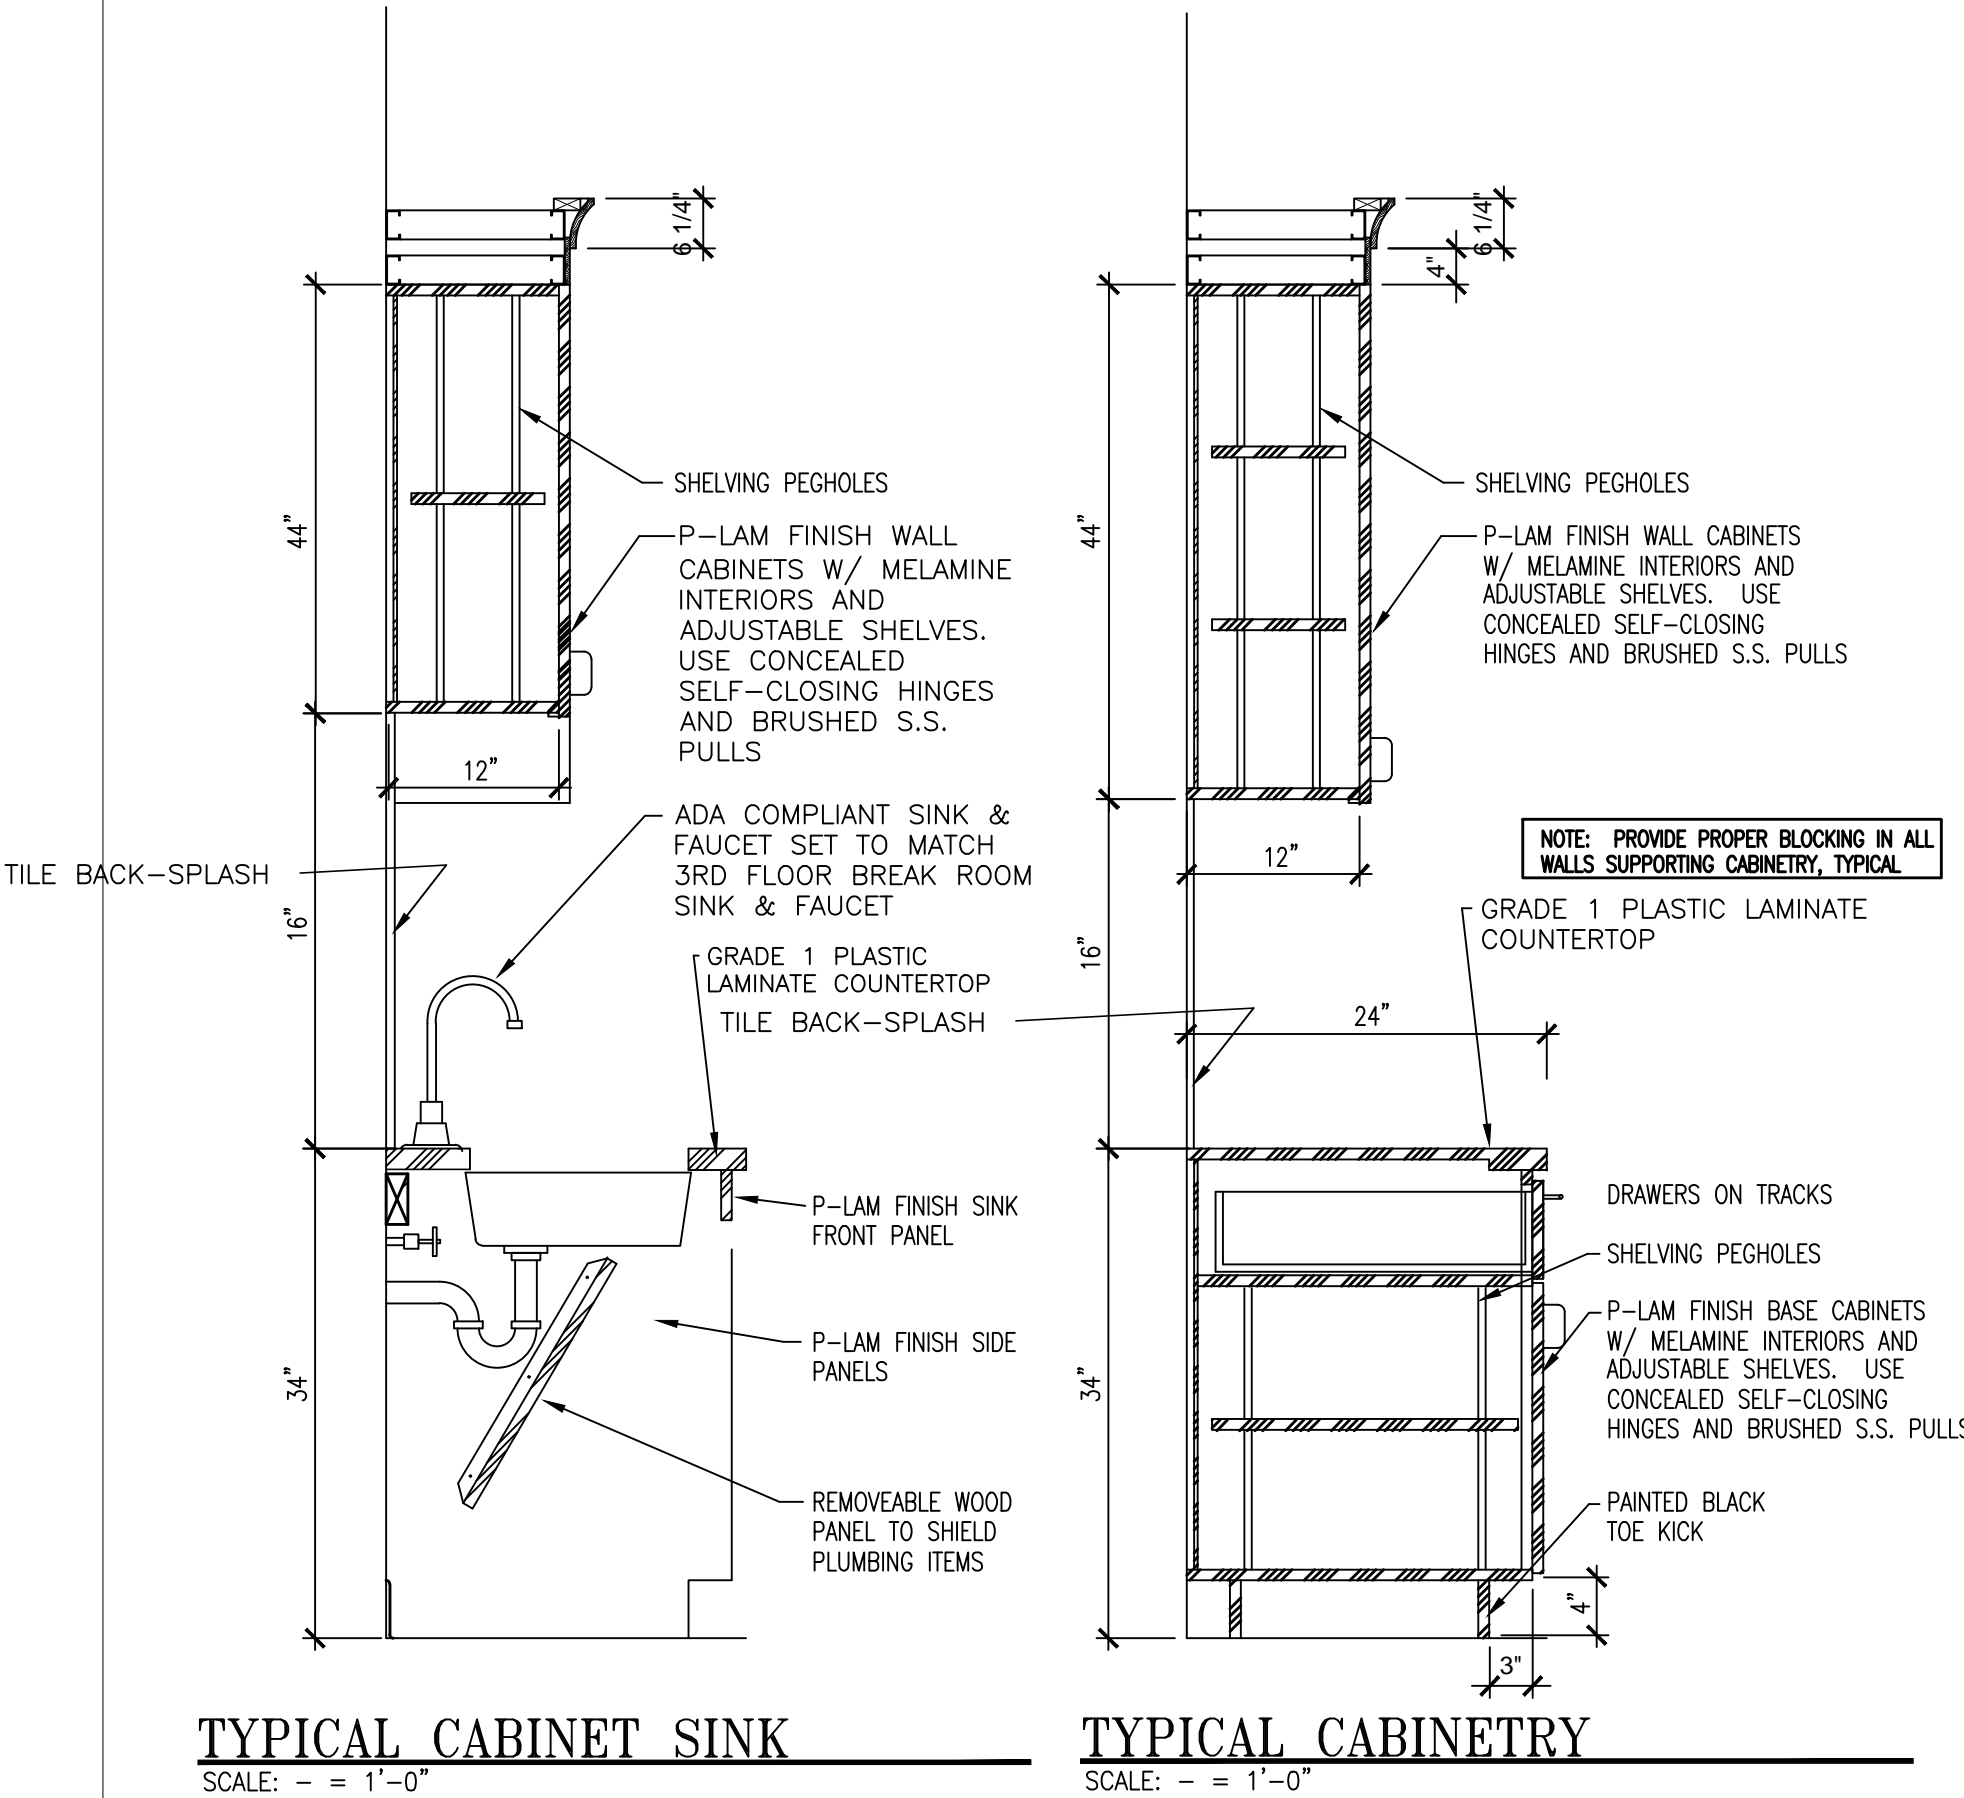 6 1/4"
44"
SHELVING PEGHOLES
P-LAM FINISH WALL
CABINETS W/ MELAMINE
INTERIORS AND
ADJUSTABLE SHELVES.
USE CONCEALED
SELF-CLOSING HINGES
AND BRUSHED S.S.
PULLS
12"
ADA COMPLIANT SINK &
FAUCET SET TO MATCH
3RD FLOOR BREAK ROOM
SINK & FAUCET
TILE BACK-SPLASH
16"
GRADE 1 PLASTIC
LAMINATE COUNTERTOP
P-LAM FINISH SINK
FRONT PANEL
P-LAM FINISH SIDE
PANELS
34"
REMOVEABLE WOOD
PANEL TO SHIELD
PLUMBING ITEMS
TYPICAL CABINET SINK
SCALE: - = 1'-0"
6 1/4"
4"
44"
SHELVING PEGHOLES
P-LAM FINISH WALL CABINETS
W/ MELAMINE INTERIORS AND
ADJUSTABLE SHELVES. USE
CONCEALED SELF-CLOSING
HINGES AND BRUSHED S.S. PULLS
12"
NOTE: PROVIDE PROPER BLOCKING IN ALL
WALLS SUPPORTING CABINETRY, TYPICAL
GRADE 1 PLASTIC LAMINATE
COUNTERTOP
16"
TILE BACK-SPLASH
24"
DRAWERS ON TRACKS
SHELVING PEGHOLES
P-LAM FINISH BASE CABINETS
W/ MELAMINE INTERIORS AND
ADJUSTABLE SHELVES. USE
CONCEALED SELF-CLOSING
HINGES AND BRUSHED S.S. PULLS
34"
PAINTED BLACK
TOE KICK
4"
3"
TYPICAL CABINETRY
SCALE: - = 1'-0"